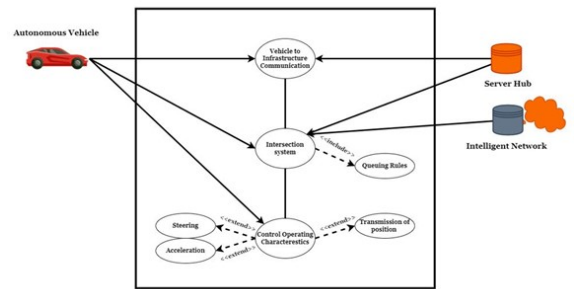 Autonomous Vehicle
Vehicle to
Infrastructure
Communication
Server Hub
Intelligent Network
Intersection
system
<<include>>
Queuing Rules
Steering
<<extend>>
Control Operating
Characterestics
<<extend>>
Transmission of
position
Acceleration
<<extend>>